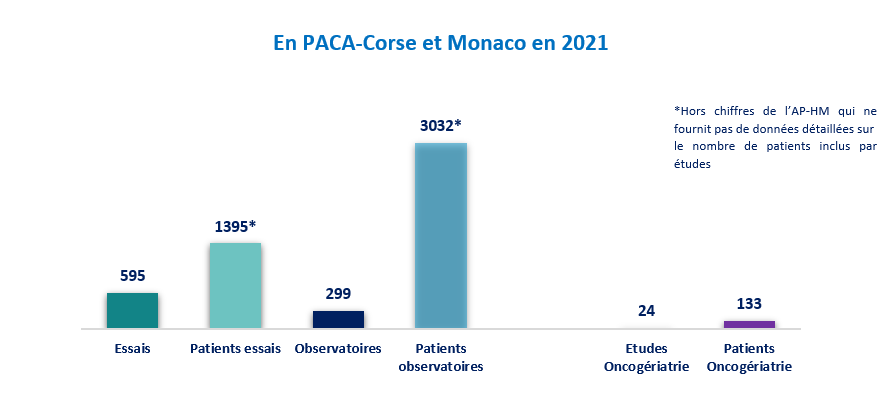 En PACA-Corse et Monaco en 2021
*Hors chiffres de l'AP-HM qui ne
fournit pas de données détaillées sur
le nombre de patients inclus par
études
3032*
1395*
595
299
24
133
Essais
Patients essais
Observatoires
Patients
observatoires
Etudes
Oncogériatrie
Patients
Oncogériatrie